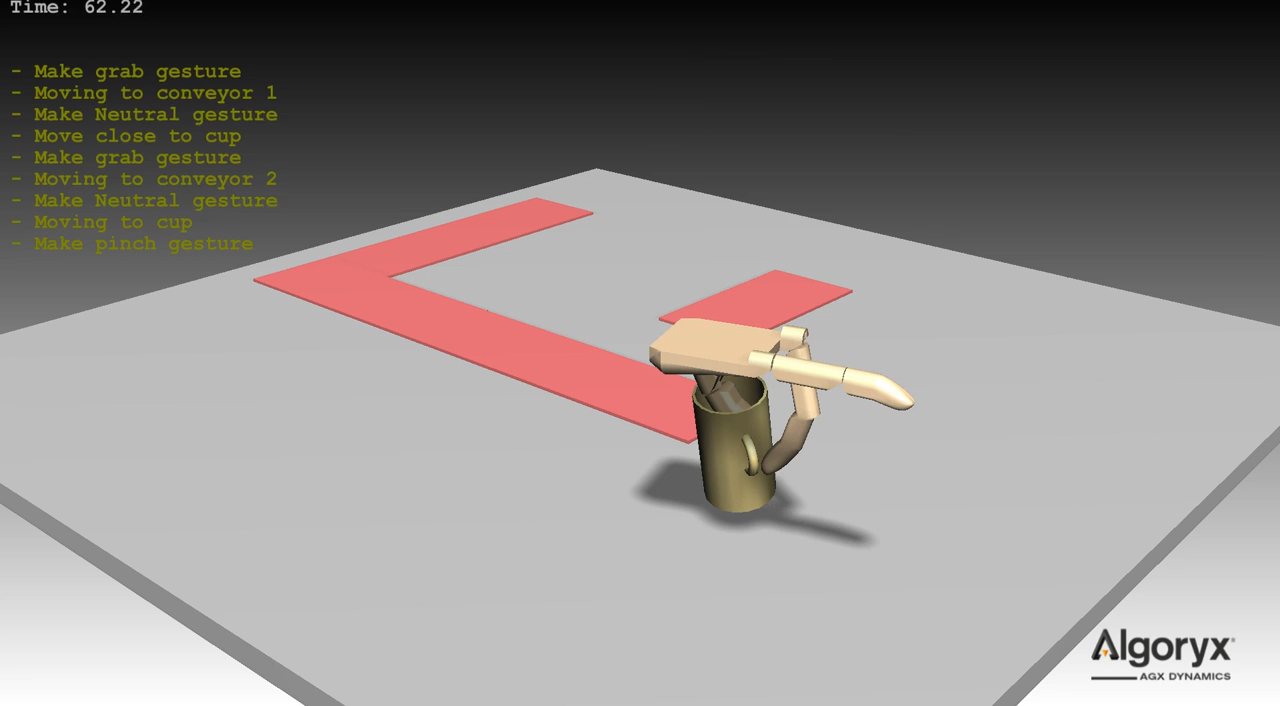 Time: 62.22
- Make grab gesture
- Moving to conveyor 1
- Make Neutral gesture
- Move close to cup
- Make grab gesture
- Moving to conveyor 2
- Make Neutral gesture
- Moving to cup
- Make pinch gesture
Algoryx®
AGX DYNAMICS